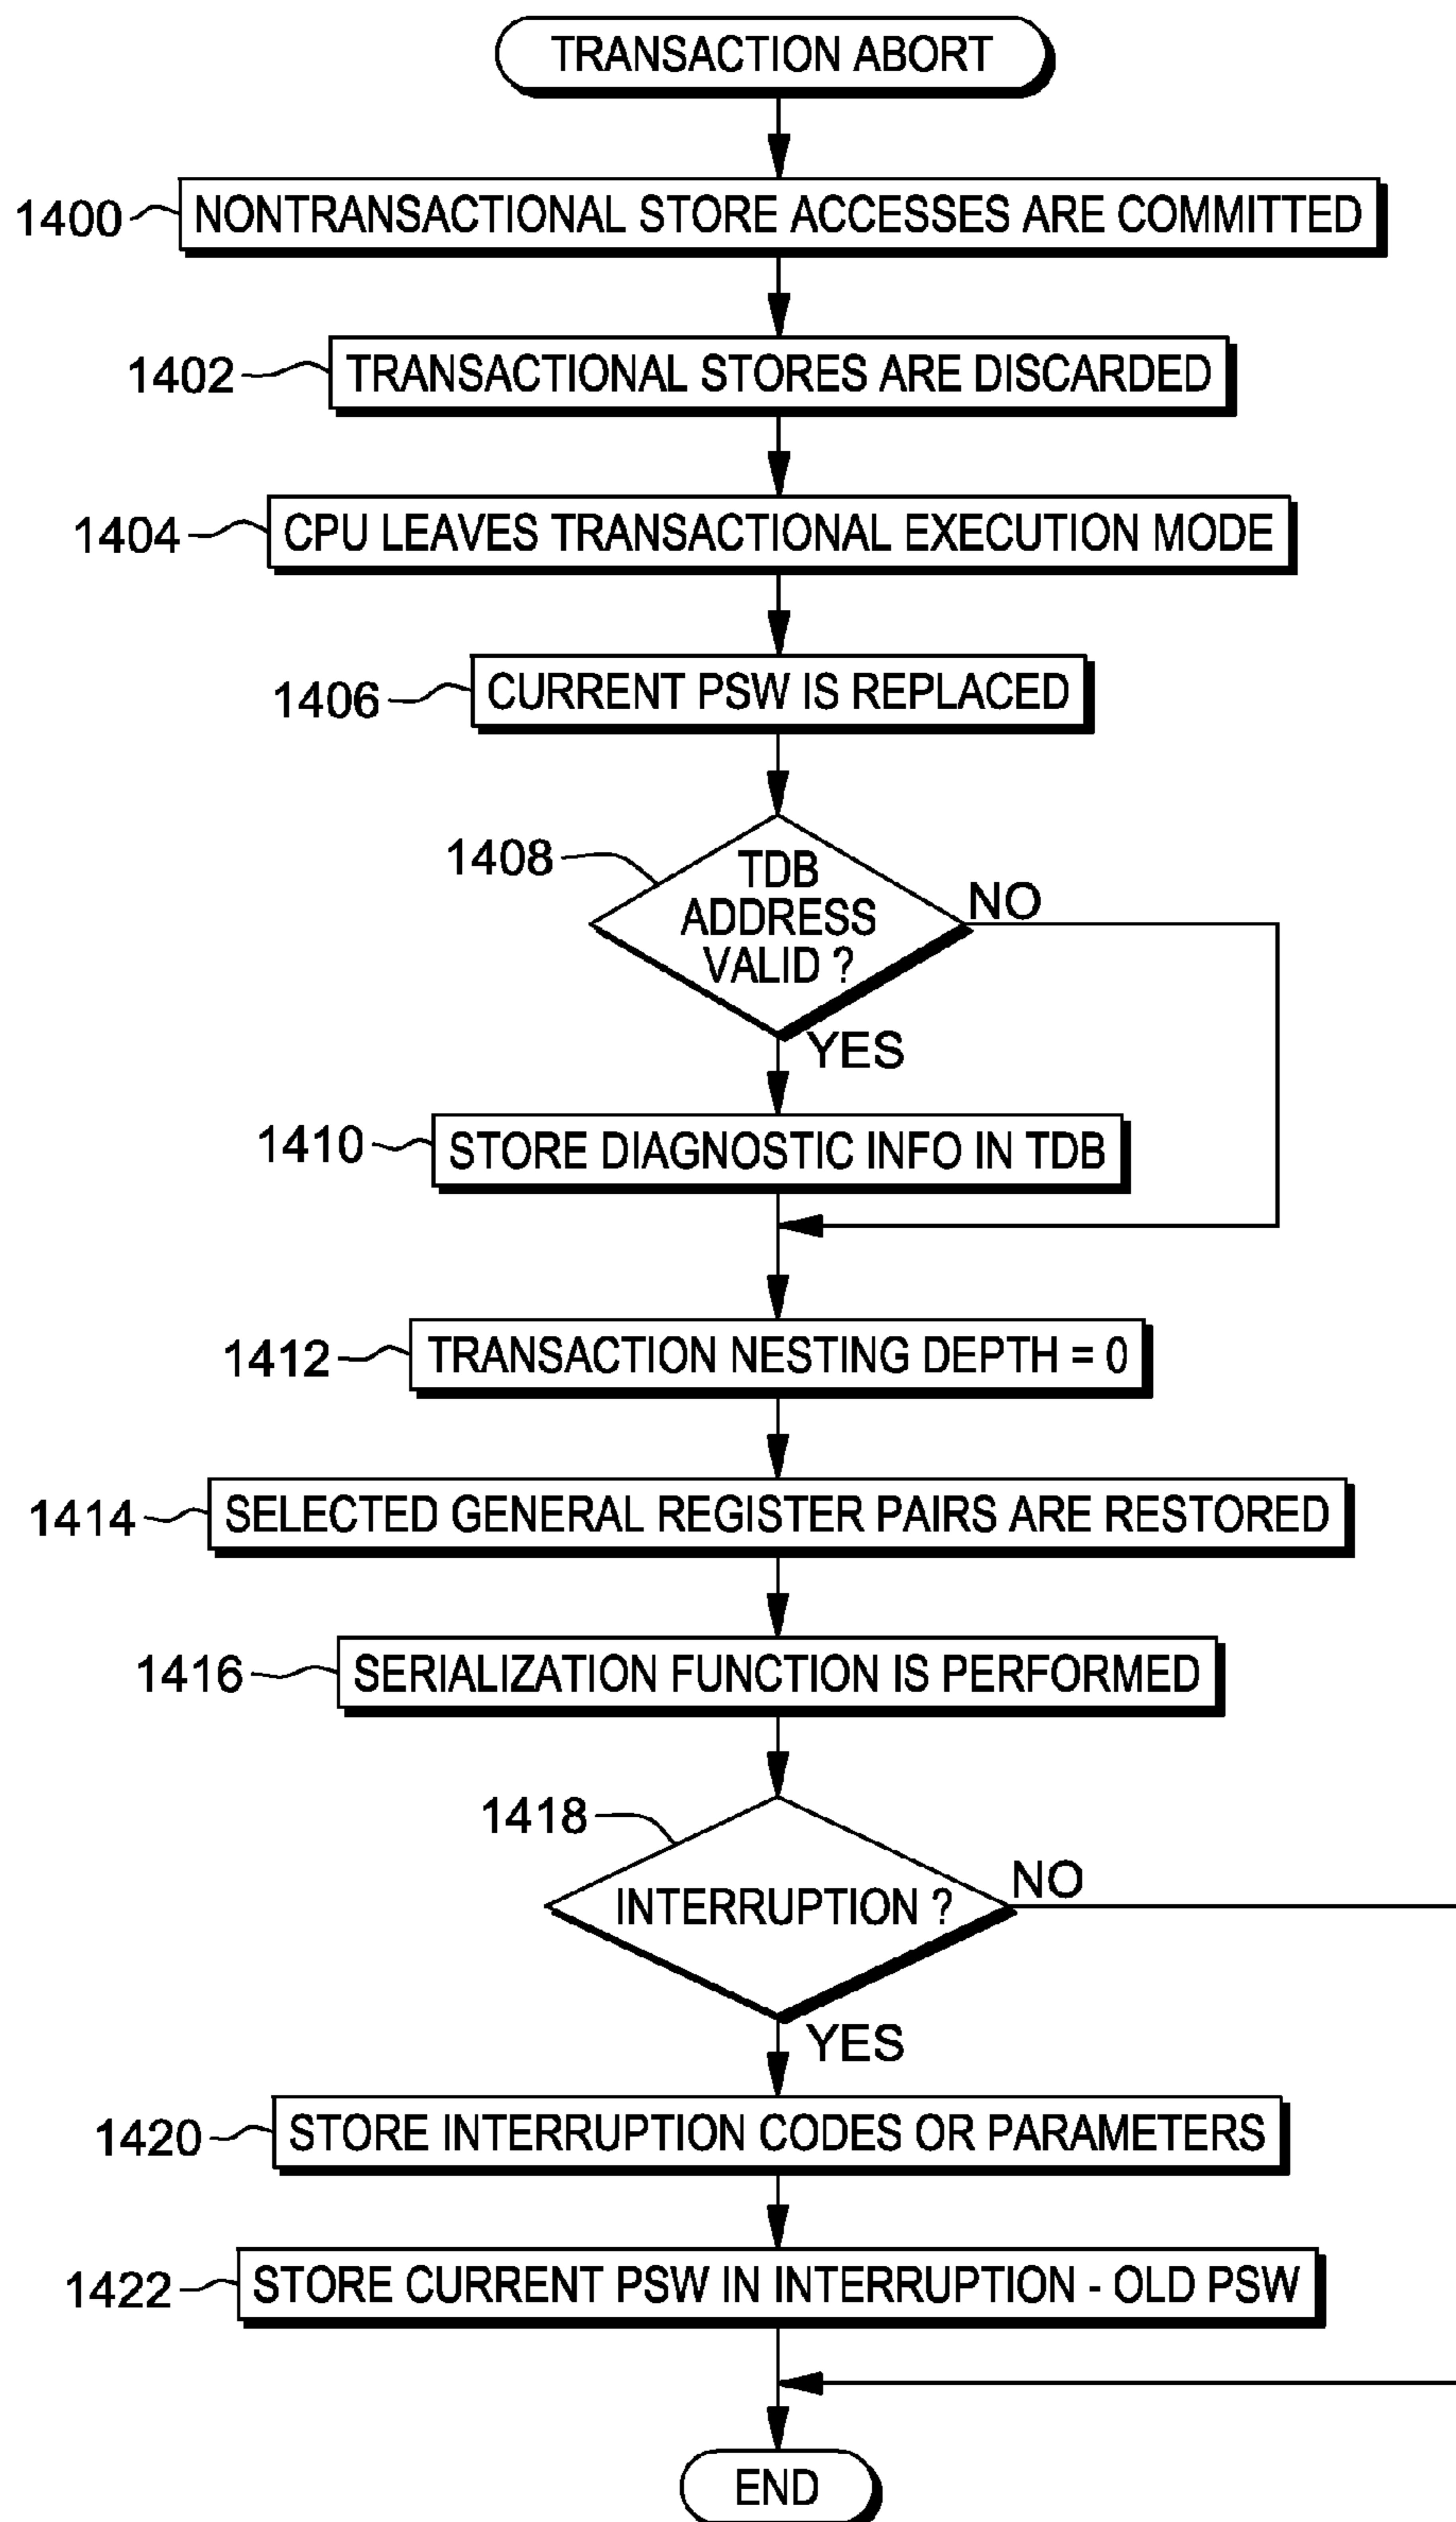 TRANSACTION ABORT
1400
NONTRANSACTIONAL STORE ACCESSES ARE COMMITTED
1402
TRANSACTIONAL STORES ARE DISCARDED
1404
CPU LEAVES TRANSACTIONAL EXECUTION MODE
1406
CURRENT PSW IS REPLACED
1408
TDB
ADDRESS
VALID ?
NO
YES
1410
STORE DIAGNOSTIC INFO IN TDB
1412
TRANSACTION NESTING DEPTH = 0
1414
SELECTED GENERAL REGISTER PAIRS ARE RESTORED
1416
SERIALIZATION FUNCTION IS PERFORMED
1418
INTERRUPTION ?
NO
YES
1420
STORE INTERRUPTION CODES OR PARAMETERS
1422
STORE CURRENT PSW IN INTERRUPTION - OLD PSW
END